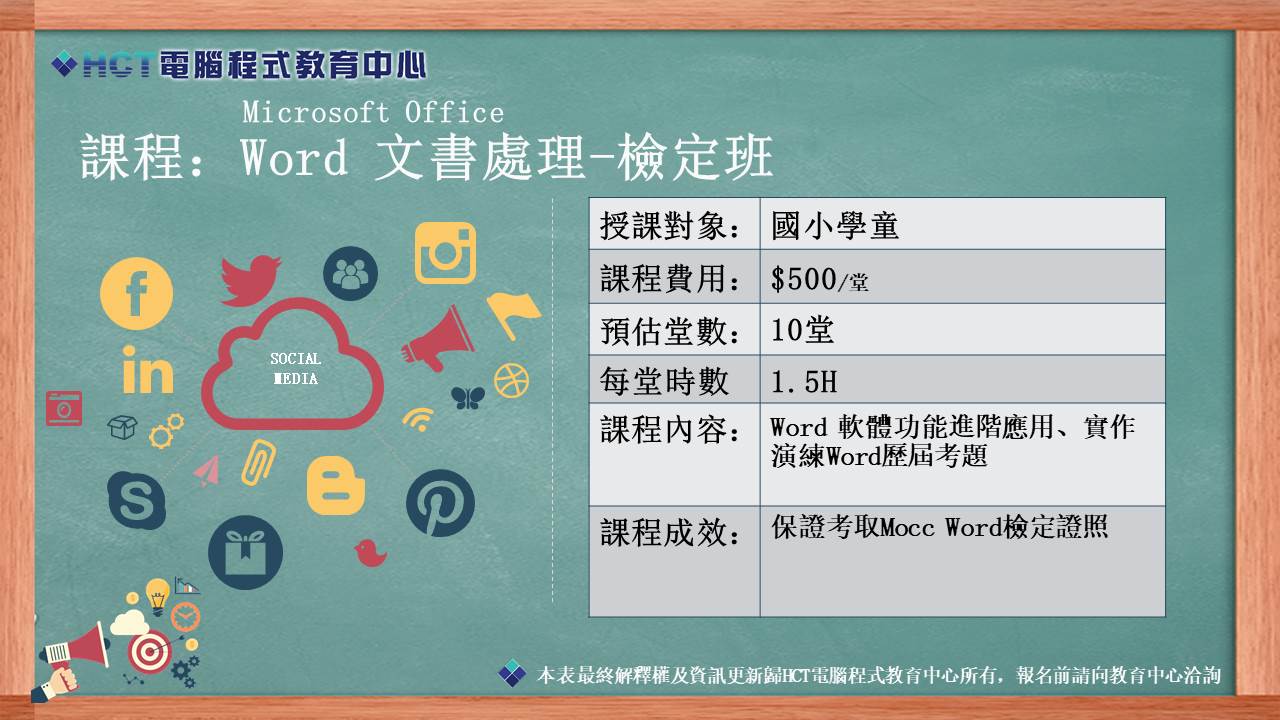 HCT電腦程式教育中心
Microsoft Office
課程：Word 文書處理-檢定班
授課對象： 國小學童
課程費用： $500/堂
預估堂數： 10堂
每堂時數 1.5H
課程內容： Word 軟體功能進階應用、實作
演練Word歷屆考題
課程成效： 保證考取Mocc Word檢定證照
SOCIAL
MEDIA
本表最終解釋權及資訊更新歸HCT電腦程式教育中心所有，報名前請向教育中心洽詢